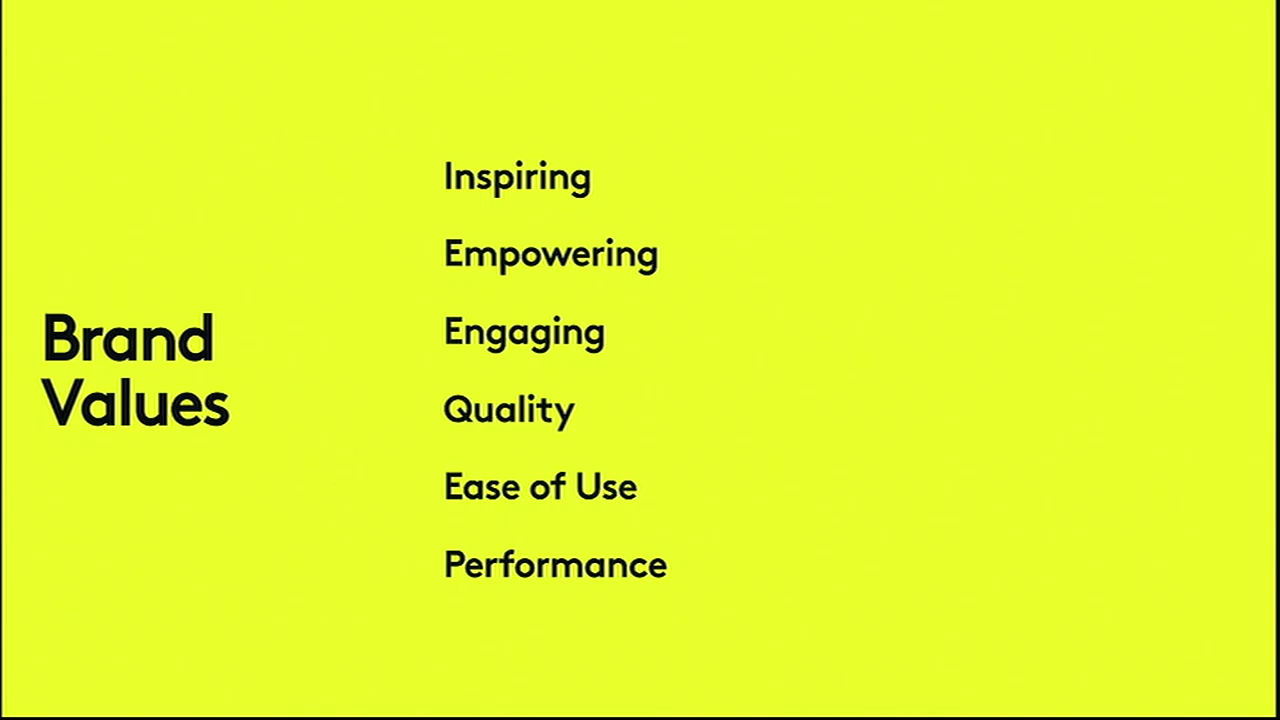 Brand
Values
Inspiring
Empowering
Engaging
Quality
Ease of Use
Performance